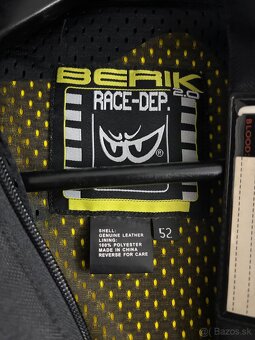 BERIK
2.0
RACE-DEP.
®
SHELL:
GENUINE LEATHER
LINING:
100% POLYESTER
MADE IN CHINA
REVERSE FOR CARE
52
BLOOD
bazos.sk